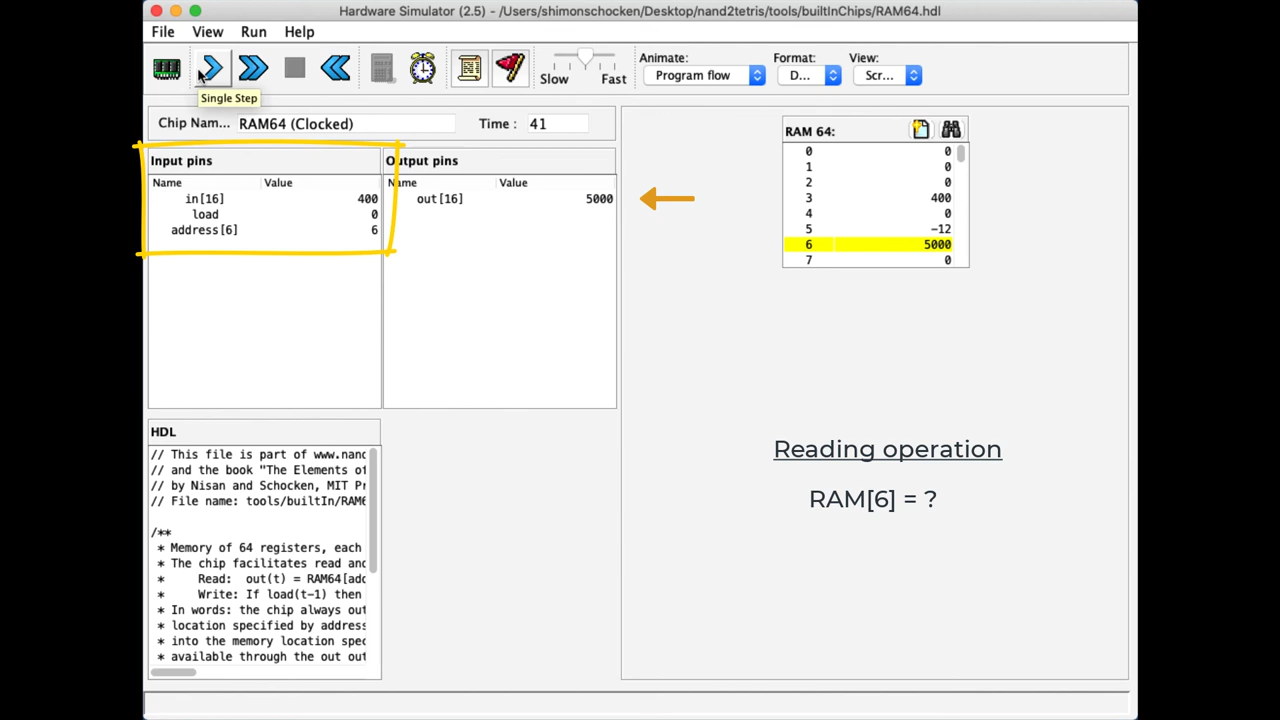 Hardware Simulator (2.5) - /Users/shimonschocken/Desktop/nand2tetris/tools/builtInChips/RAM64.hdl
File View Run Help
Slow Fast
Animate:
Program flow
Format:
D...
View:
Scr...
Single Step
Chip Nam... RAM64 (Clocked) Time : 41
Input pins
Name Value
in[16] 400
load 0
address[6] 6
Output pins
Name Value
out[16] 5000
RAM 64:
0 0
1 0
2 0
3 400
4 0
5 -12
6 5000
7 0
HDL
// This file is part of www.nand
// and the book "The Elements of
// by Nisan and Schocken, MIT Pr
// File name: tools/builtIn/RAM6
/**
* Memory of 64 registers, each
* The chip facilitates read and
* Read: out(t) = RAM64[add
* Write: If load(t-1) then
* In words: the chip always out
* location specified by address
* into the memory location spec
* available through the out out
Reading operation
RAM[6] = ?